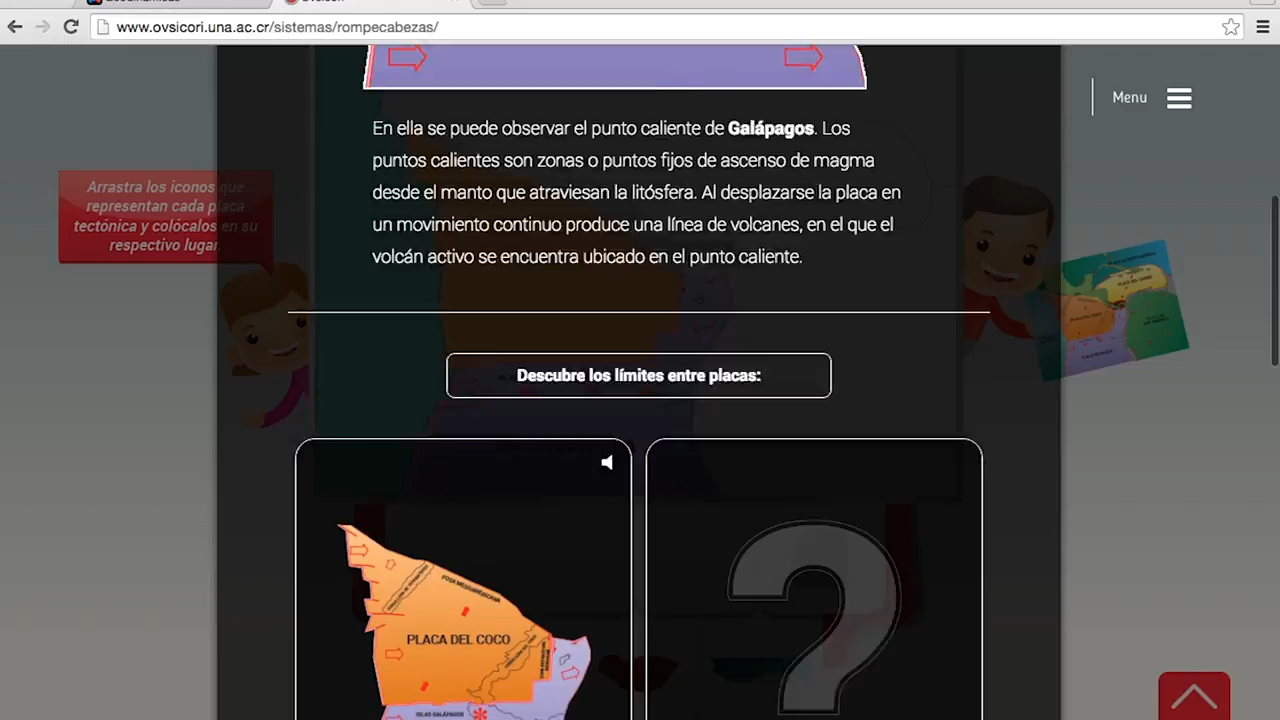 www.ovsicori.una.ac.cr/sistemas/rompecabezas/
Menu
En ella se puede observar el punto caliente de Galápagos. Los
puntos calientes son zonas o puntos fijos de ascenso de magma
desde el manto que atraviesan la litósfera. Al desplazarse la placa en
un movimiento continuo produce una línea de volcanes, en el que el
volcán activo se encuentra ubicado en el punto caliente.
Arrastra los iconos que
representan cada placa
tectónica y colócalos en su
respectivo lugar.
Descubre los límites entre placas:
FOSA MESOAMERICANA
PLACA DEL COCO
ISLAS GALÁPAGOS
?